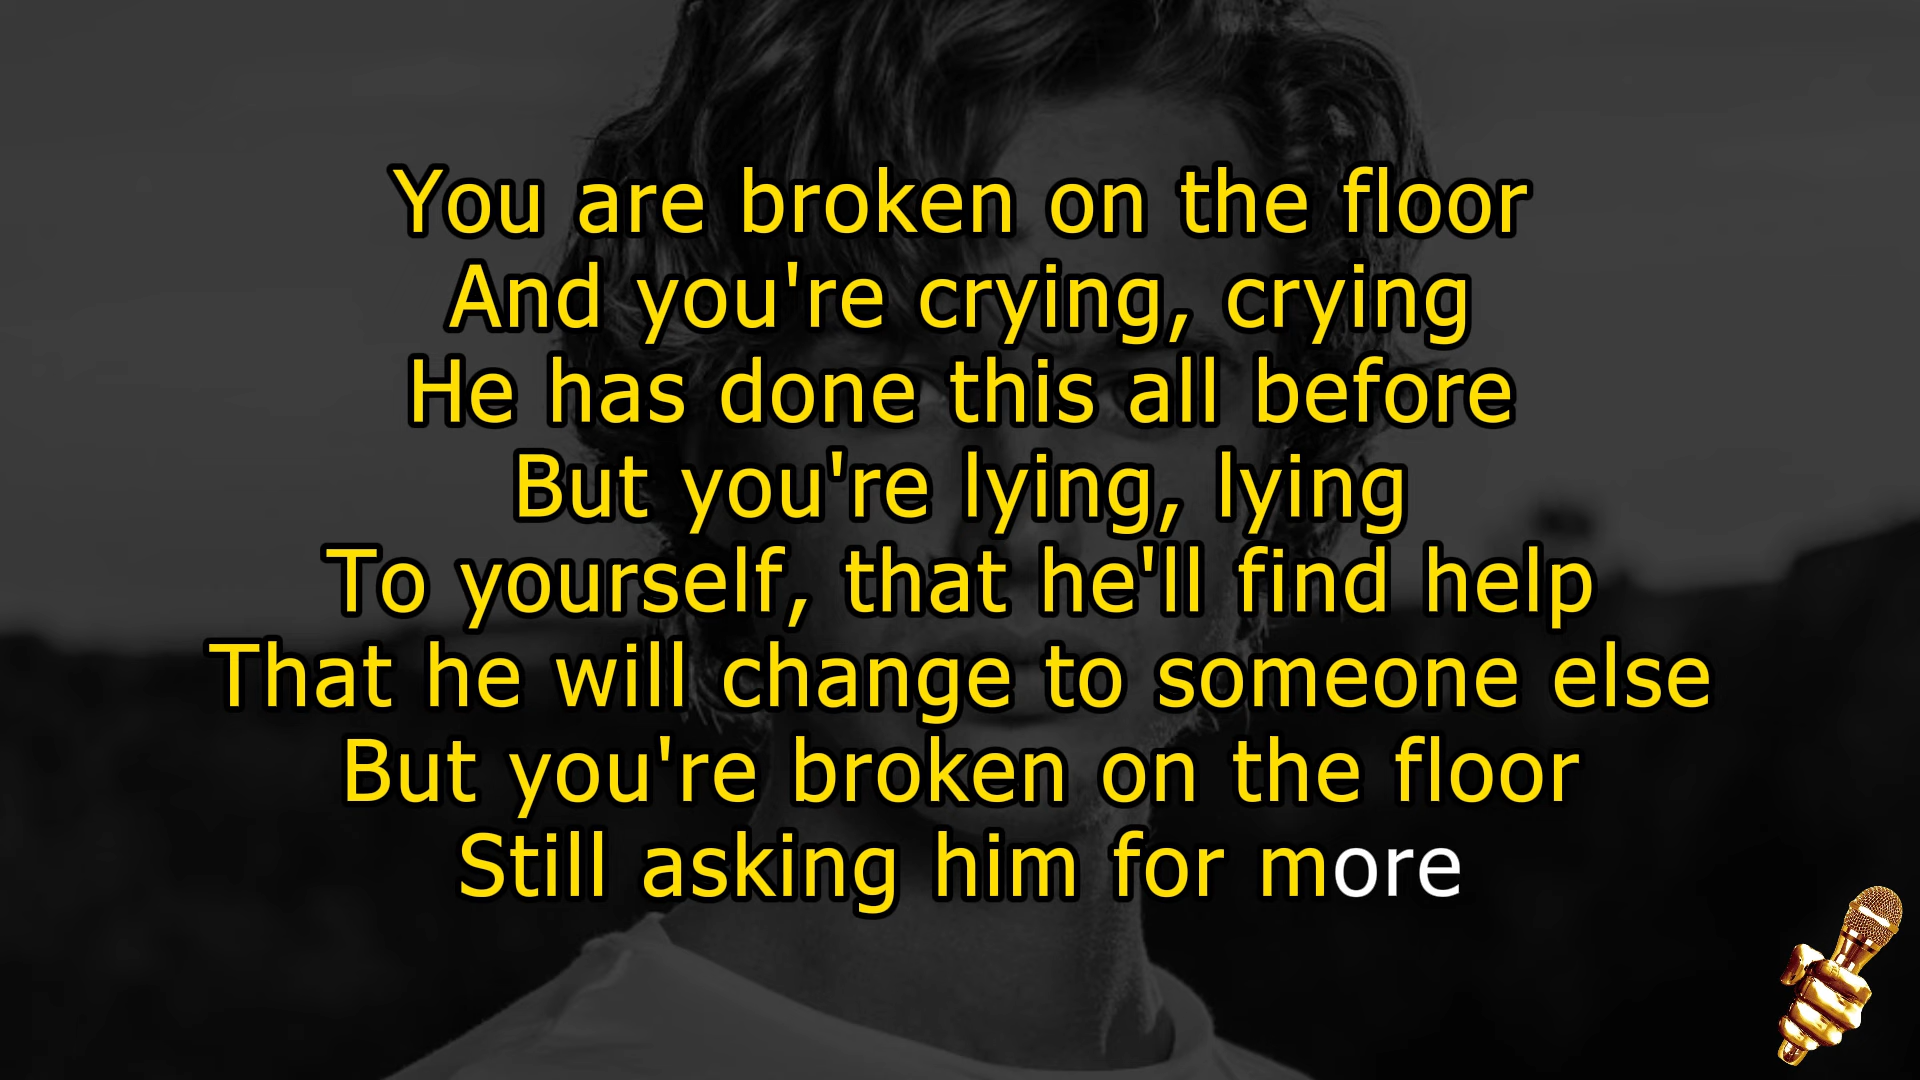 You are broken on the floor
And you're crying, crying
He has done this all before
But you're lying, lying
To yourself, that he'll find help
That he will change to someone else
But you're broken on the floor
Still asking him for more